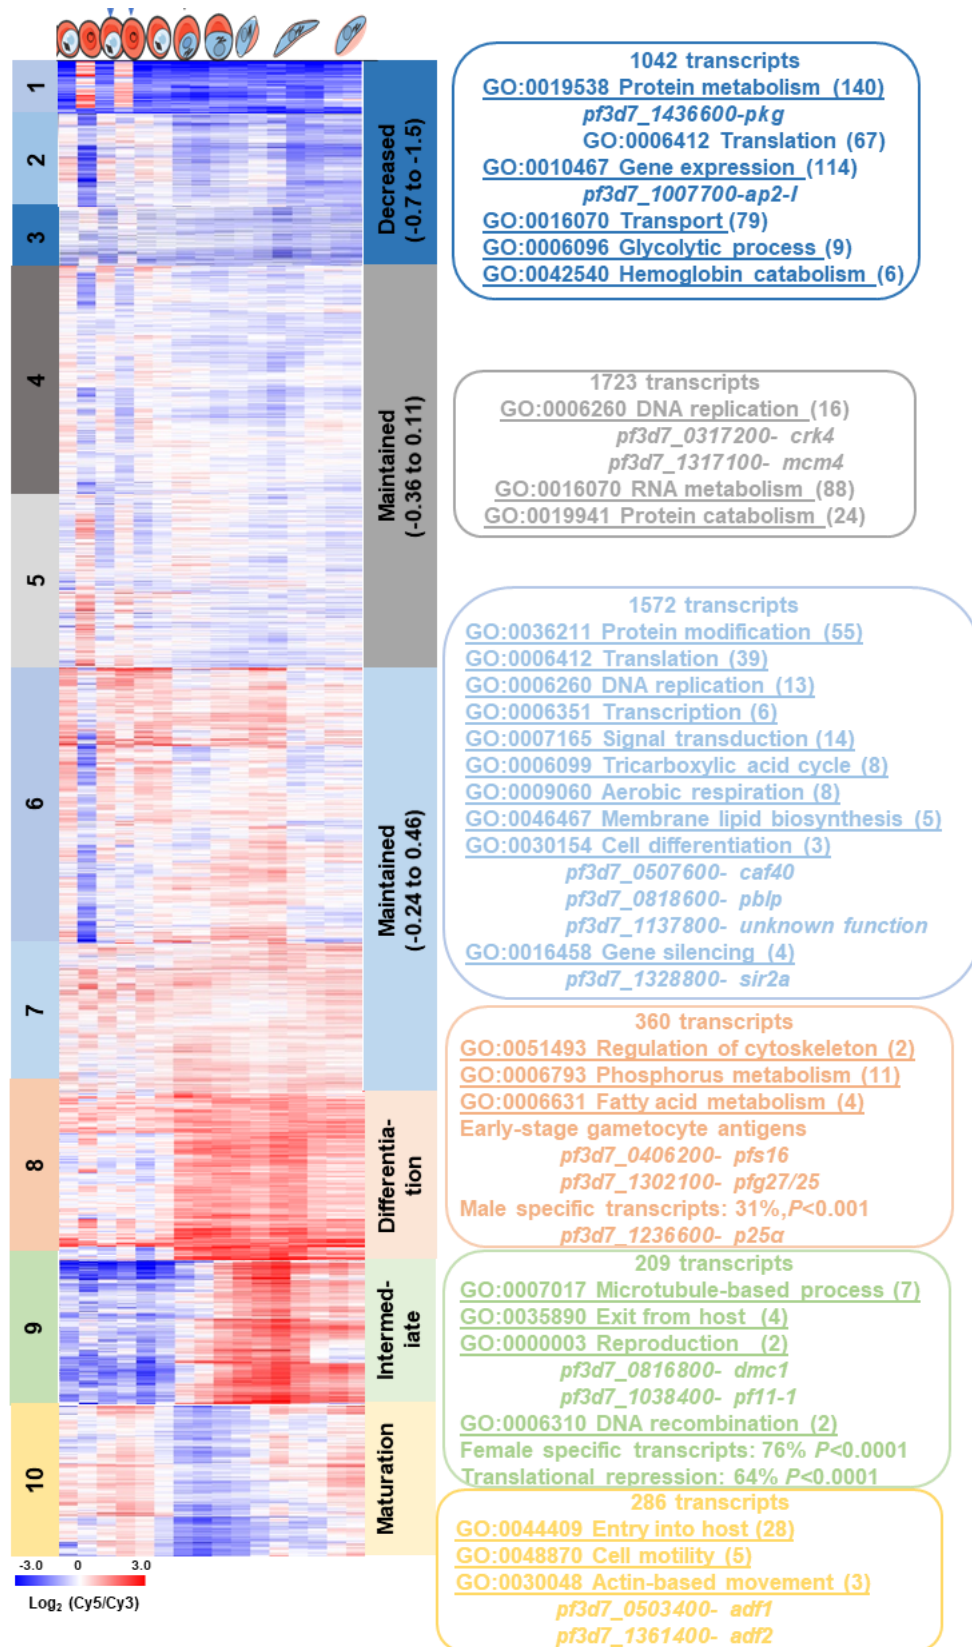 1
2
3
4
5
6
7
8
9
10
Decreased
(-0.7 to -1.5)
Maintained
(-0.36 to 0.11)
Maintained
(-0.24 to 0.46)
Differentia-
tion
Intermed-
iate
Maturation
1042 transcripts
GO:0019538 Protein metabolism (140)
pf3d7_1436600-pkg
GO:0006412 Translation (67)
GO:0010467 Gene expression (114)
pf3d7_1007700-ap2-I
GO:0016070 Transport (79)
GO:0006096 Glycolytic process (9)
GO:0042540 Hemoglobin catabolism (6)
1723 transcripts
GO:0006260 DNA replication (16)
pf3d7_0317200- crk4
pf3d7_1317100- mcm4
GO:0016070 RNA metabolism (88)
GO:0019941 Protein catabolism (24)
1572 transcripts
GO:0036211 Protein modification (55)
GO:0006412 Translation (39)
GO:0006260 DNA replication (13)
GO:0006351 Transcription (6)
GO:0007165 Signal transduction (14)
GO:0006099 Tricarboxylic acid cycle (8)
GO:0009060 Aerobic respiration (8)
GO:0046467 Membrane lipid biosynthesis (5)
GO:0030154 Cell differentiation (3)
pf3d7_0507600- caf40
pf3d7_0818600- pblp
pf3d7_1137800- unknown function
GO:0016458 Gene silencing (4)
pf3d7_1328800- sir2a
360 transcripts
GO:0051493 Regulation of cytoskeleton (2)
GO:0006793 Phosphorus metabolism (11)
GO:0006631 Fatty acid metabolism (4)
Early-stage gametocyte antigens
pf3d7_0406200- pfs16
pf3d7_1302100- pfg27/25
Male specific transcripts: 31%,P<0.001
pf3d7_1236600- p25α
209 transcripts
GO:0007017 Microtubule-based process (7)
GO:0035890 Exit from host (4)
GO:0000003 Reproduction (2)
pf3d7_0816800- dmc1
pf3d7_1038400- pf11-1
GO:0006310 DNA recombination (2)
Female specific transcripts: 76% P<0.0001
Translational repression: 64% P<0.0001
286 transcripts
GO:0044409 Entry into host (28)
GO:0048870 Cell motility (5)
GO:0030048 Actin-based movement (3)
pf3d7_0503400- adf1
pf3d7_1361400- adf2
-3.0 0 3.0
Log₂ (Cy5/Cy3)